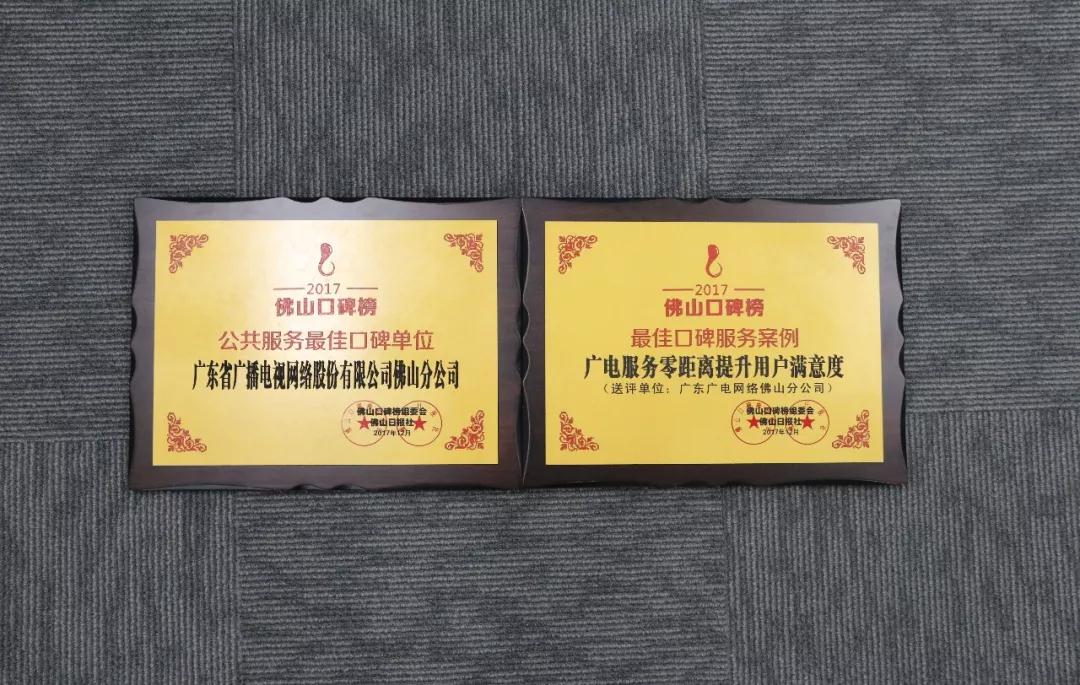 2017
佛山口碑榜
公共服务最佳口碑单位
广东省广播电视网络股份有限公司佛山分公司
佛山口碑榜组委会
佛山日报社
2017年12月
2017
佛山口碑榜
最佳口碑服务案例
广电服务零距离提升用户满意度
（送评单位：广东广电网络佛山分公司）
佛山口碑榜组委会
佛山日报社
2017年12月